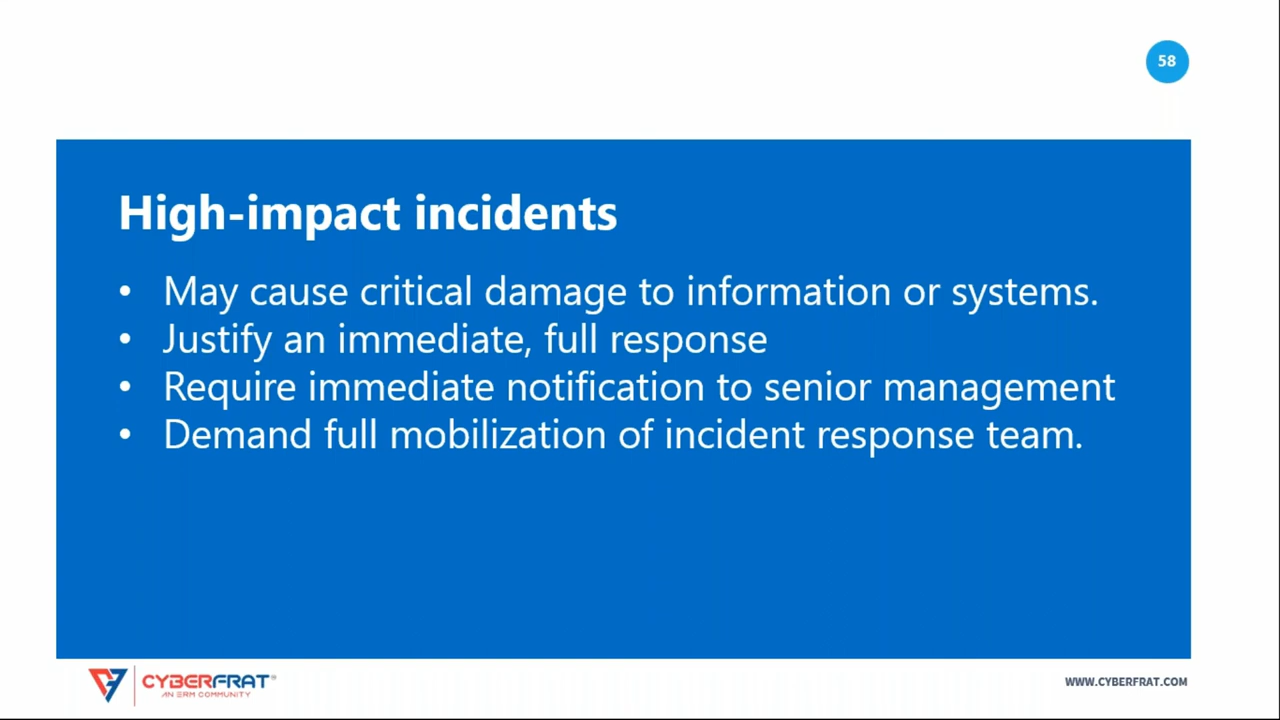 58
High-impact incidents
• May cause critical damage to information or systems.
• Justify an immediate, full response
• Require immediate notification to senior management
• Demand full mobilization of incident response team.
CYBERFRAT
AN ERM COMMUNITY
WWW.CYBERFRAT.COM